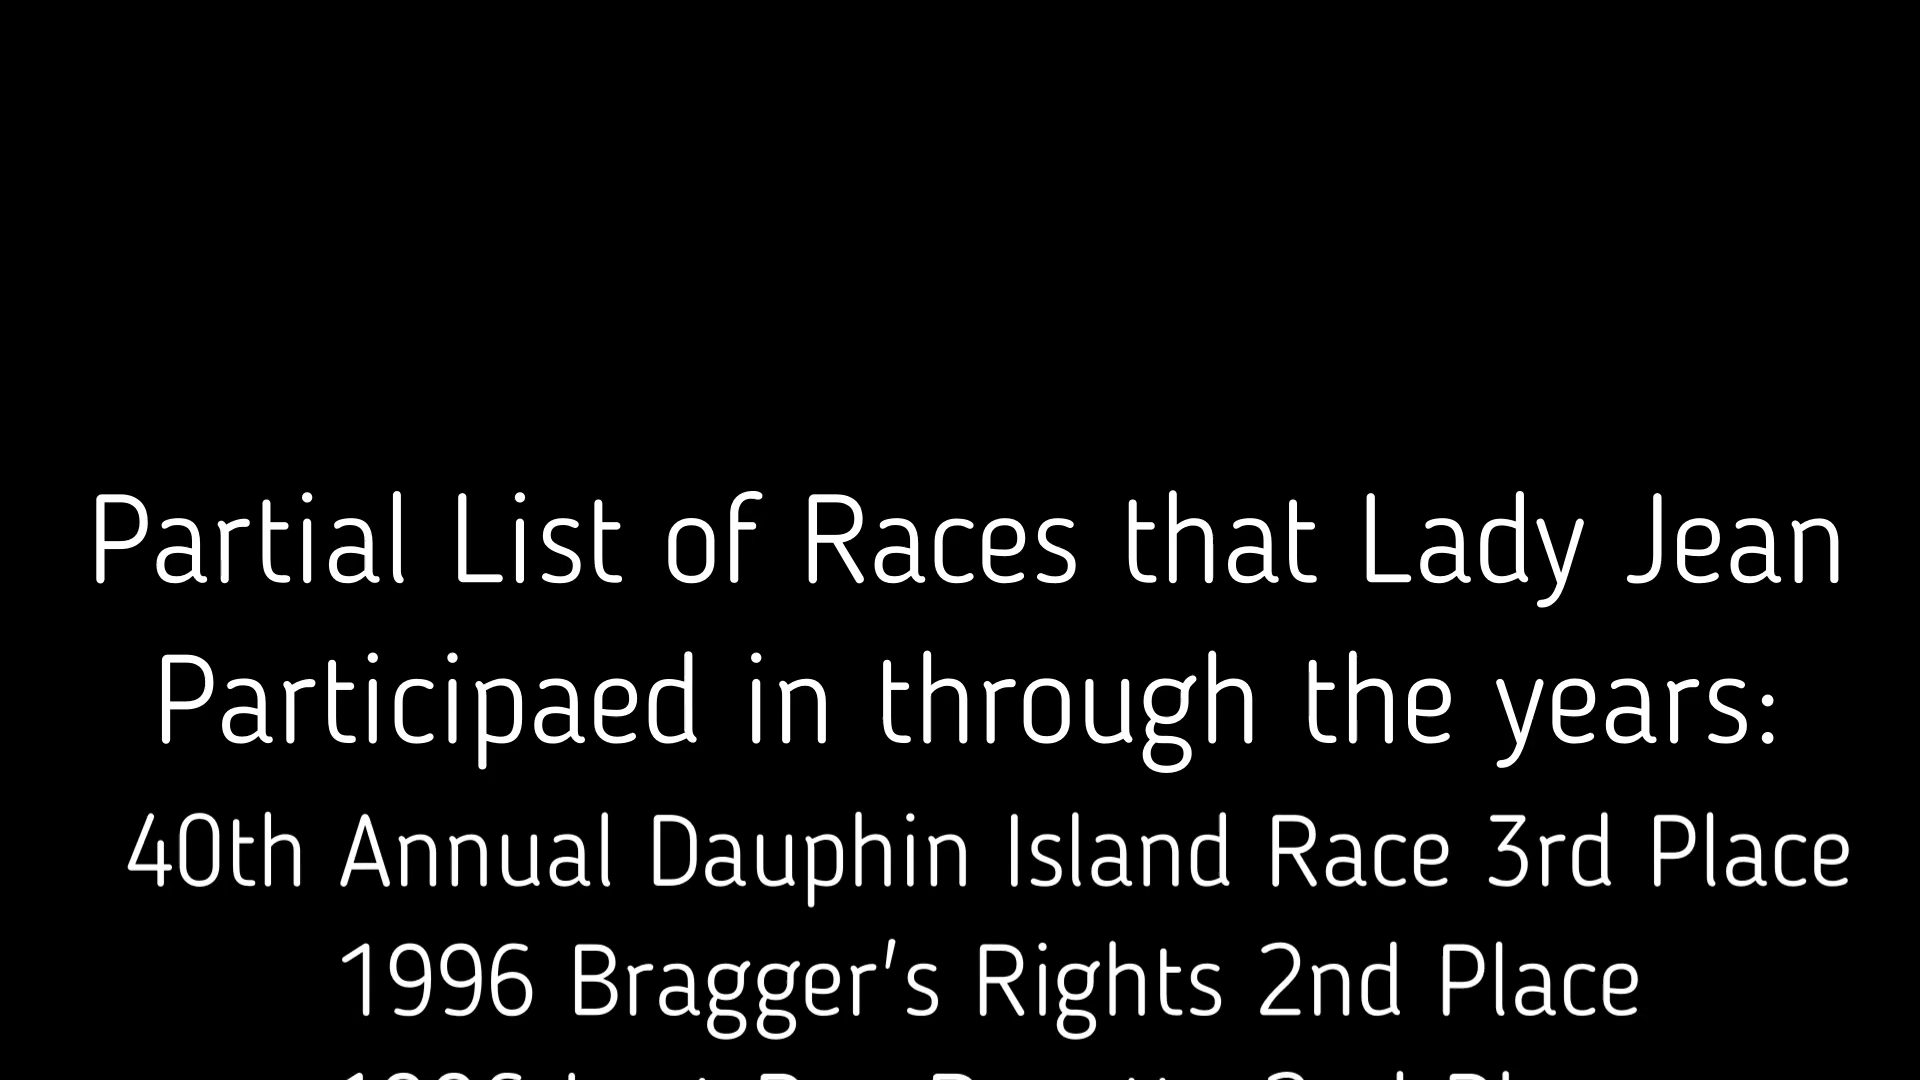 Partial List of Races that Lady Jean
Participaed in through the years:
40th Annual Dauphin Island Race 3rd Place
1996 Bragger's Rights 2nd Place